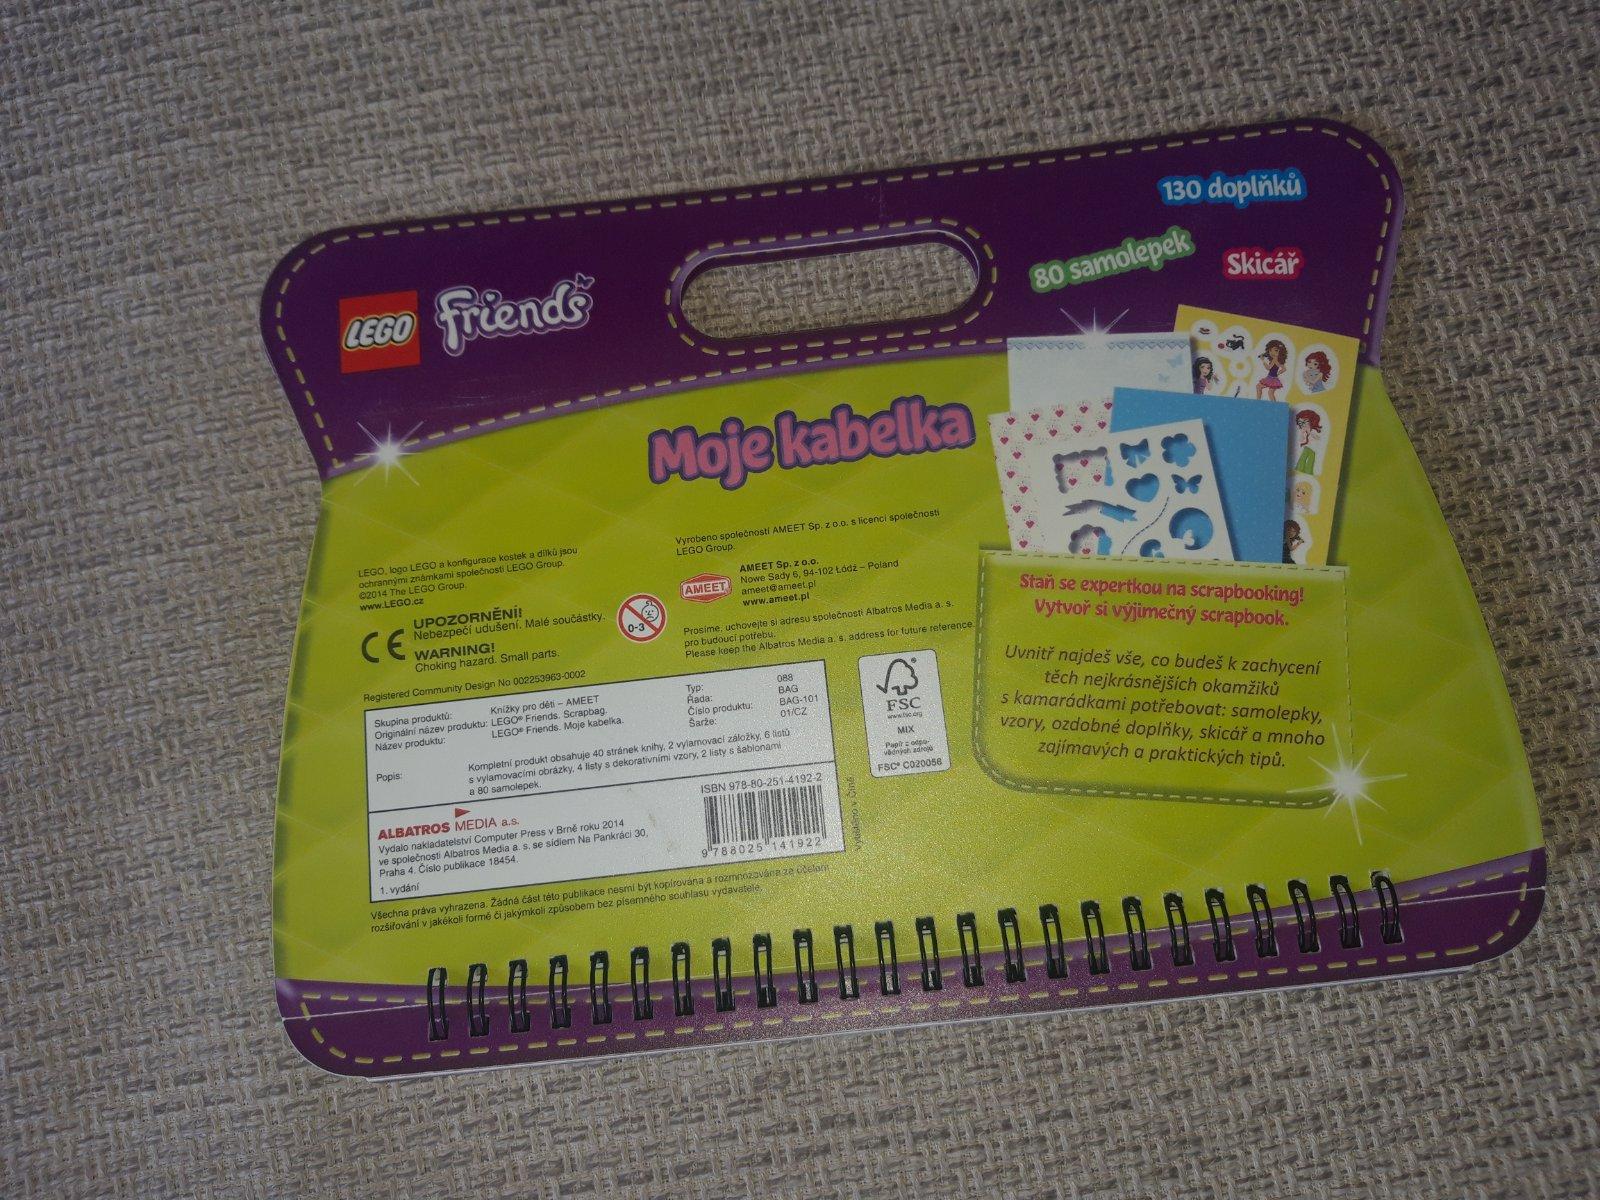 130 doplňků
80 samolepek
Skicář
LEGO
Friends
Moje kabelka
LEGO, logo LEGO a konfigurace kostek a dílků jsou
ochrannými známkami společnosti LEGO Group.
©2014 The LEGO Group.
www.LEGO.cz
CE
UPOZORNĚNÍ!
Nebezpečí udušení. Malé součástky.
WARNING!
Choking hazard. Small parts.
0-3
Registered Community Design No 002253963-0002
Vyrobeno společností AMEET Sp. z o.o. s licencí společnosti
LEGO Group.
AMEET
AMEET Sp. z o.o.
Nowe Sady 6, 94-102 Łódź – Poland
ameet@ameet.pl
www.ameet.pl
Prosíme, uchovejte si adresu společnosti Albatros Media a. s.
pro budoucí potřebu.
Please keep the Albatros Media a. s. address for future reference.
Skupina produktů: Knížky pro děti – AMEET
Originální název produktu: LEGO® Friends. Scrapbag.
Název produktu: LEGO® Friends. Moje kabelka.
Typ: 088
Řada: BAG
Číslo produktu: BAG-101
Šarže: 01/CZ
Popis: Kompletní produkt obsahuje 40 stránek knihy, 2 vylamovací záložky, 6 listů
s vylamovacími obrázky, 4 listy s dekorativními vzory, 2 listy s šablonami
a 80 samolepek.
ALBATROS MEDIA a.s.
Vydalo nakladatelství Computer Press v Brně roku 2014
ve společnosti Albatros Media a. s. se sídlem Na Pankráci 30,
Praha 4. Číslo publikace 18454.
1. vydání
ISBN 978-80-251-4192-2
9 788025 141922
Vytištěno v Číně
FSC
www.fsc.org
MIX
Papír z odpo-
vědných zdrojů
FSC® C020056
Všechna práva vyhrazena. Žádná část této publikace nesmí být kopírována a rozmnožována za účelem
rozšiřování v jakékoli formě či jakýmkoli způsobem bez písemného souhlasu vydavatele.
Staň se expertkou na scrapbooking!
Vytvoř si výjimečný scrapbook.
Uvnitř najdeš vše, co budeš k zachycení
těch nejkrásnějších okamžiků
s kamarádkami potřebovat: samolepky,
vzory, ozdobné doplňky, skicář a mnoho
zajímavých a praktických tipů.